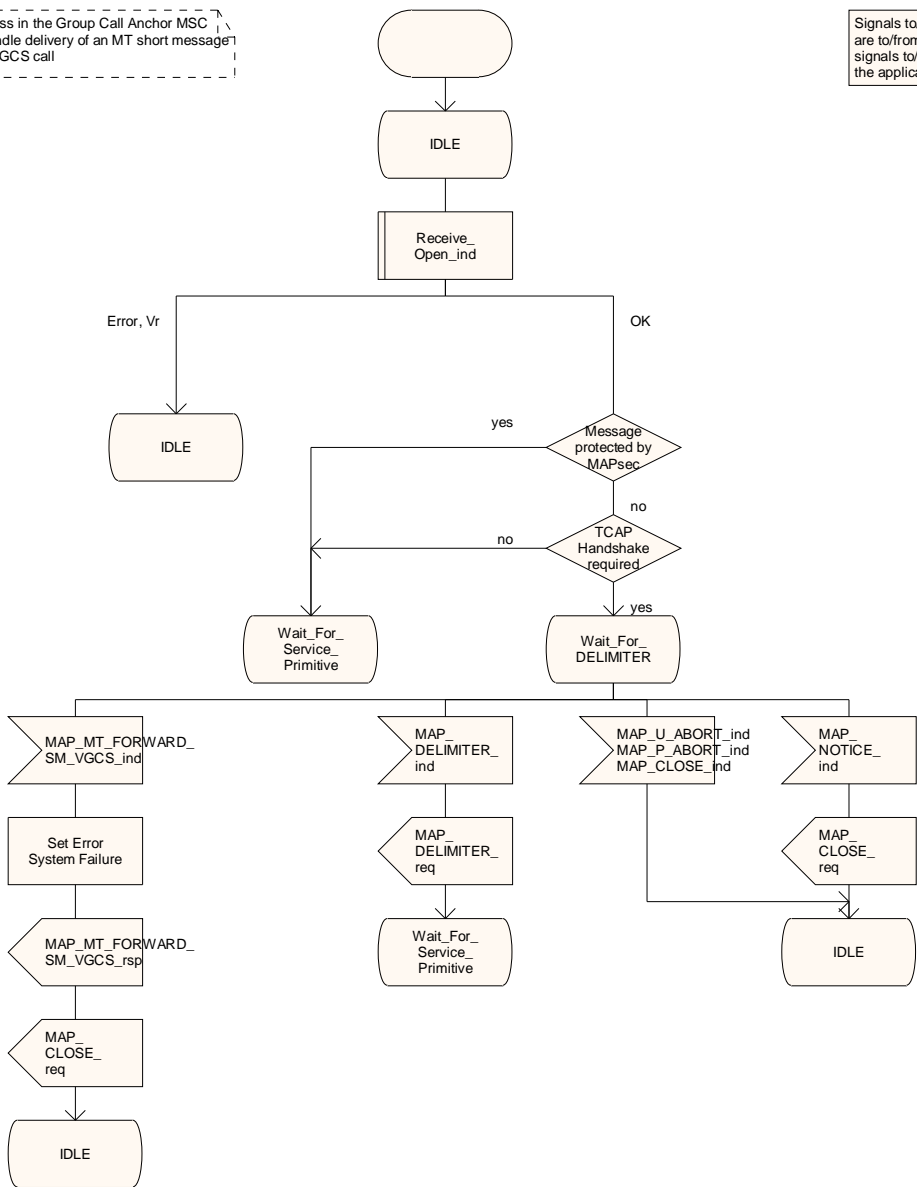 ss in the Group Call Anchor MSC
dle delivery of an MT short message
GCS call
Signals to
are to/from
signals to/
the applica
IDLE
Receive_
Open_ind
Error, Vr
OK
IDLE
yes
Message
protected by
MAPsec
no
no
TCAP
Handshake
required
yes
Wait_For_
Service_
Primitive
Wait_For_
DELIMITER
MAP_MT_FORWARD_
SM_VGCS_ind
MAP_
DELIMITER_
ind
MAP_U_ABORT_ind
MAP_P_ABORT_ind
MAP_CLOSE_ind
MAP_
NOTICE_
ind
Set Error
System Failure
MAP_
DELIMITER_
req
MAP_
CLOSE_
req
MAP_MT_FORWARD_
SM_VGCS_rsp
Wait_For_
Service_
Primitive
IDLE
MAP_
CLOSE_
req
IDLE